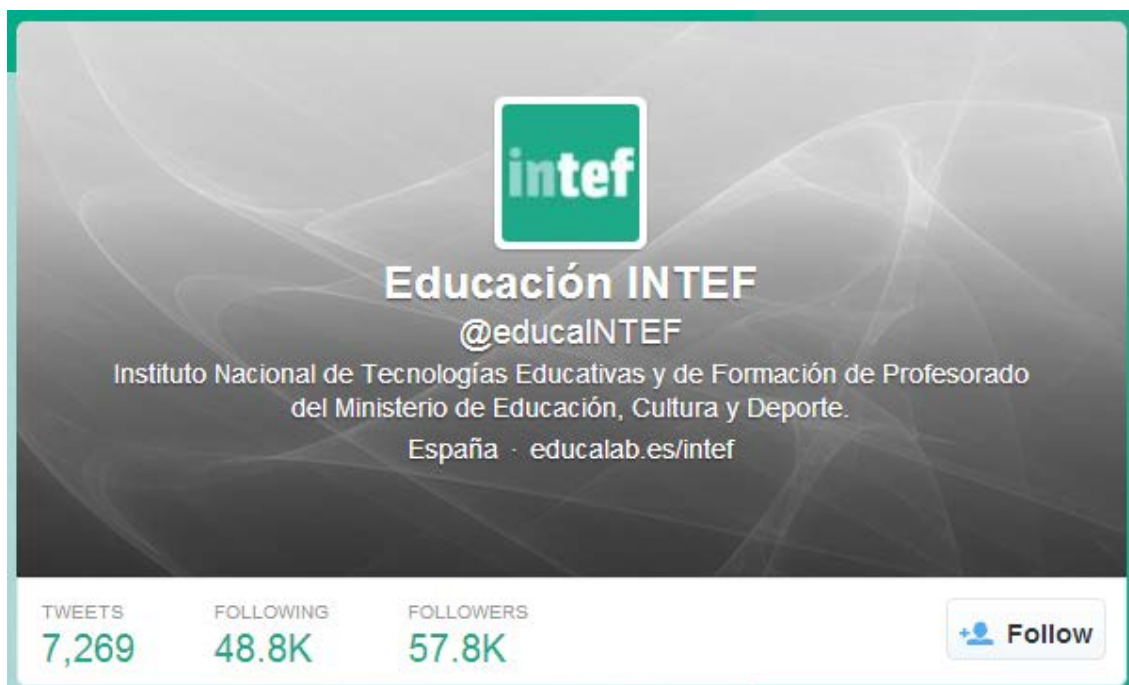 intef
Educación INTEF
@educaINTEF
Instituto Nacional de Tecnologías Educativas y de Formación de Profesorado
del Ministerio de Educación, Cultura y Deporte.
España · educalab.es/intef
TWEETS FOLLOWING FOLLOWERS
7,269 48.8K 57.8K Follow